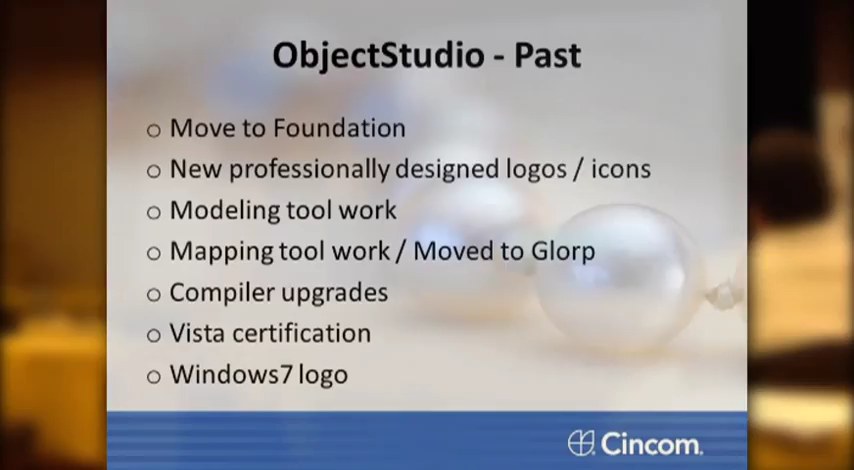 ObjectStudio - Past
○ Move to Foundation
○ New professionally designed logos / icons
○ Modeling tool work
○ Mapping tool work / Moved to Glorp
○ Compiler upgrades
○ Vista certification
○ Windows7 logo
Cincom.